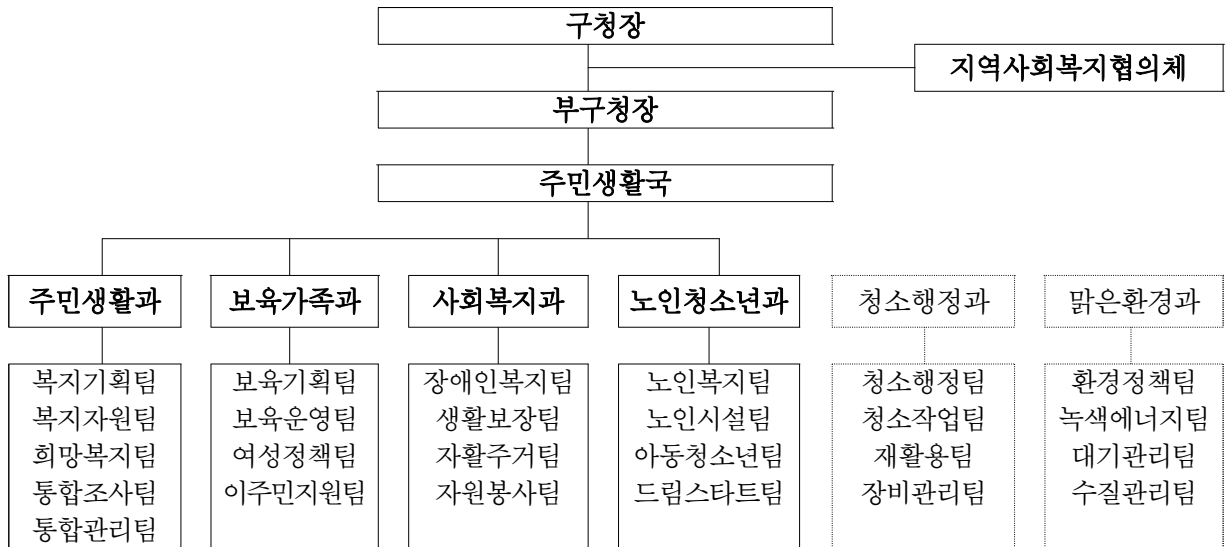 구청장
지역사회복지협의체
부구청장
주민생활국
주민생활과
보육가족과
사회복지과
노인청소년과
청소행정과
맑은환경과
복지기획팀
복지자원팀
희망복지팀
통합조사팀
통합관리팀
보육기획팀
보육운영팀
여성정책팀
이주민지원팀
장애인복지팀
생활보장팀
자활주거팀
자원봉사팀
노인복지팀
노인시설팀
아동청소년팀
드림스타트팀
청소행정팀
청소작업팀
재활용팀
장비관리팀
환경정책팀
녹색에너지팀
대기관리팀
수질관리팀